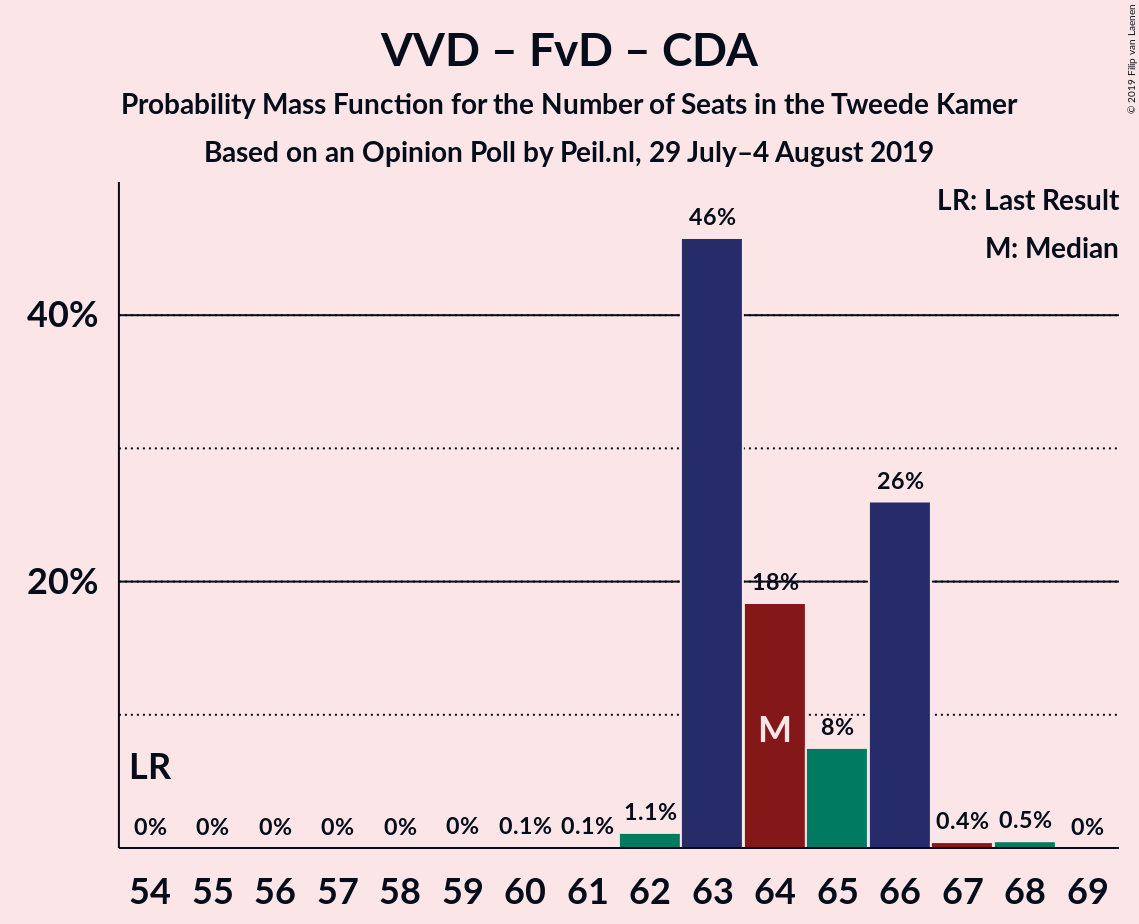 VVD – FvD – CDA
Probability Mass Function for the Number of Seats in the Tweede Kamer
Based on an Opinion Poll by Peil.nl, 29 July–4 August 2019
© 2019 Filip van Laenen
LR: Last Result
M: Median
46%
40%
26%
20%
18%
M
8%
LR
0% 0% 0% 0% 0% 0% 0.1% 0.1% 1.1% 0.4% 0.5% 0%
54 55 56 57 58 59 60 61 62 63 64 65 66 67 68 69